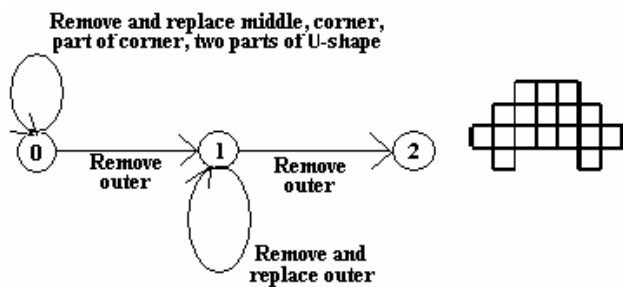 Remove and replace middle, corner,
part of corner, two parts of U-shape
0
1
2
Remove
outer
Remove
outer
Remove and
replace outer